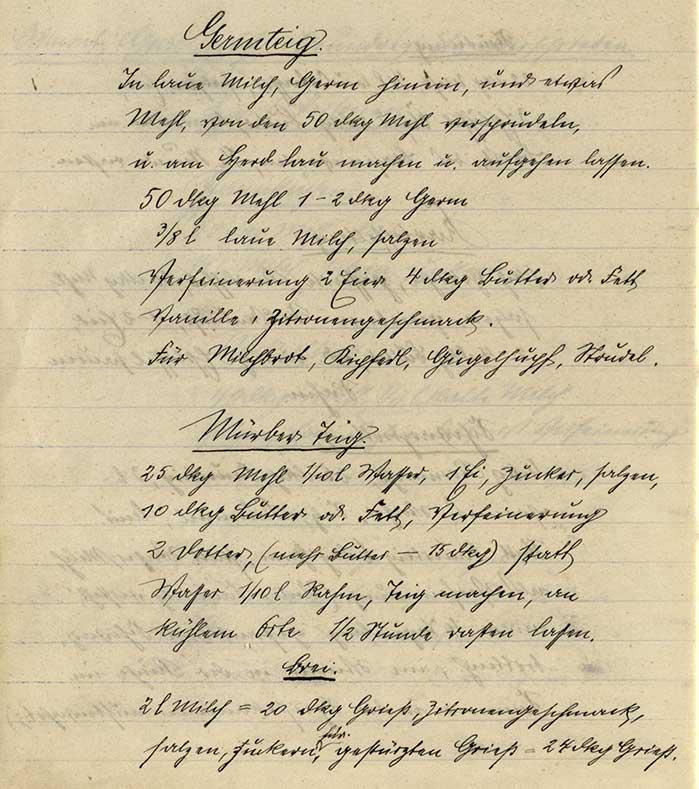 Germteig.
In laue Milch, Germ hinein, und etwas
Mehl, von den 50 dkg Mehl versprudeln,
u. am Herd lau machen u. aufgehen lassen.
50 dkg Mehl 1–2 dkg Germ
3/8 l laue Milch, salzen
Verfeinerung 2 Eier 4 dkg Butter od. Fett
Vanille, Zitronengeschmack.
Für Milchbrot, Kipferl, Gugelhupf, Strudel.
Mürber Teig.
25 dkg Mehl 1/10 l Wasser, 1 Ei, Zucker, salzen,
10 dkg Butter od. Fett, Verfeinerung
2 Dotter, (mehr Butter – 15 dkg) statt
Wasser 1/10 l Rahm, Teig machen, an
kühlem Orte 1/2 Stunde rasten lassen.
Brei.
2 l Milch = 20 dkg Grieß, Zitronengeschmack,
salzen, zuckern, für gestürzten Grieß = 24 dkg Grieß.